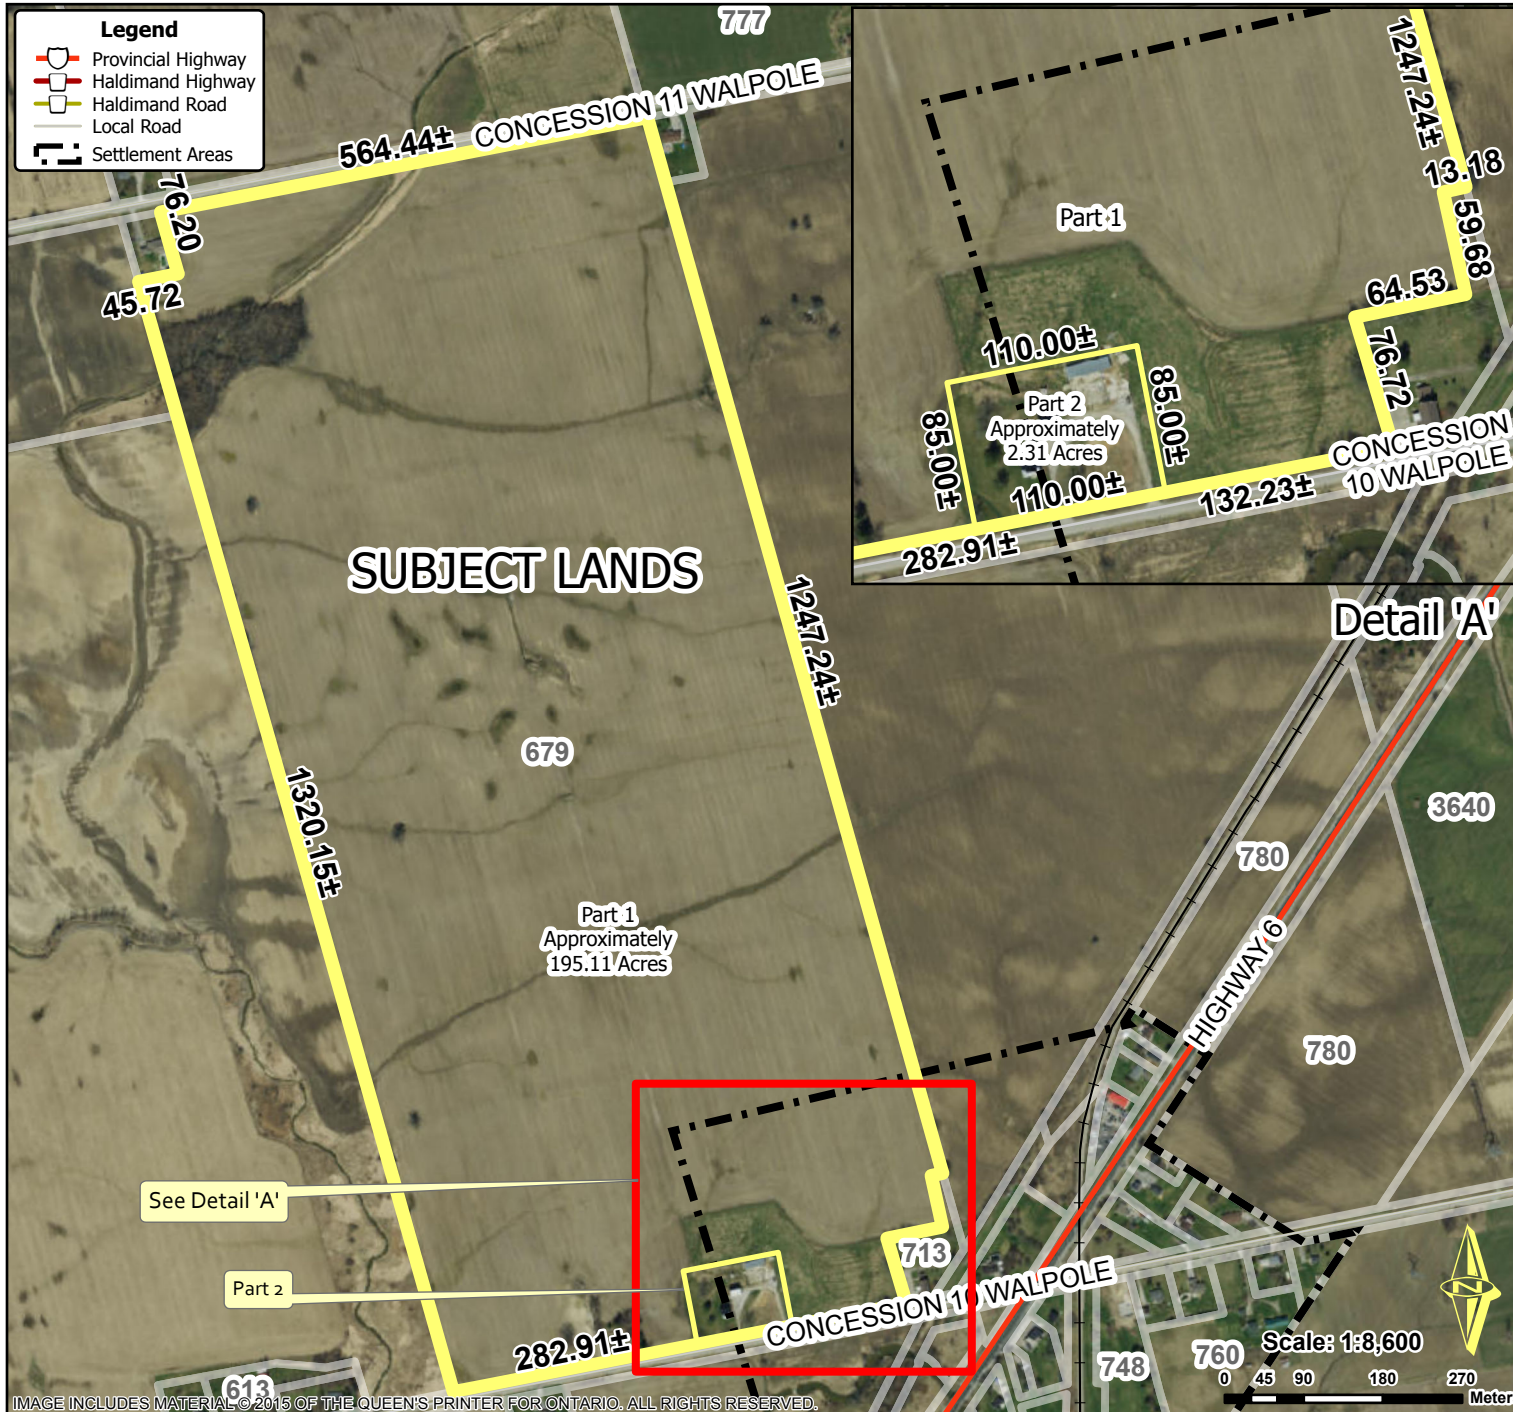 Legend
Provincial Highway
Haldimand Highway
Haldimand Road
Local Road
Settlement Areas
777
CONCESSION 11 WALPOLE
564.44±
76.20
45.72
SUBJECT LANDS
1247.24±
679
1320.15±
Part 1
Approximately
195.11 Acres
See Detail 'A'
Part 2
282.91±
CONCESSION 10 WALPOLE
713
613
HIGHWAY 6
780
3640
780
748
760
1247.24±
13.18
59.68
Part 1
64.53
76.72
110.00±
85.00±
Part 2
Approximately
2.31 Acres
85.00±
110.00±
132.23±
CONCESSION
10 WALPOLE
282.91±
Detail 'A'
N
Scale: 1:8,600
0 45 90 180 270
Meter
IMAGE INCLUDES MATERIAL © 2015 OF THE QUEEN'S PRINTER FOR ONTARIO. ALL RIGHTS RESERVED.